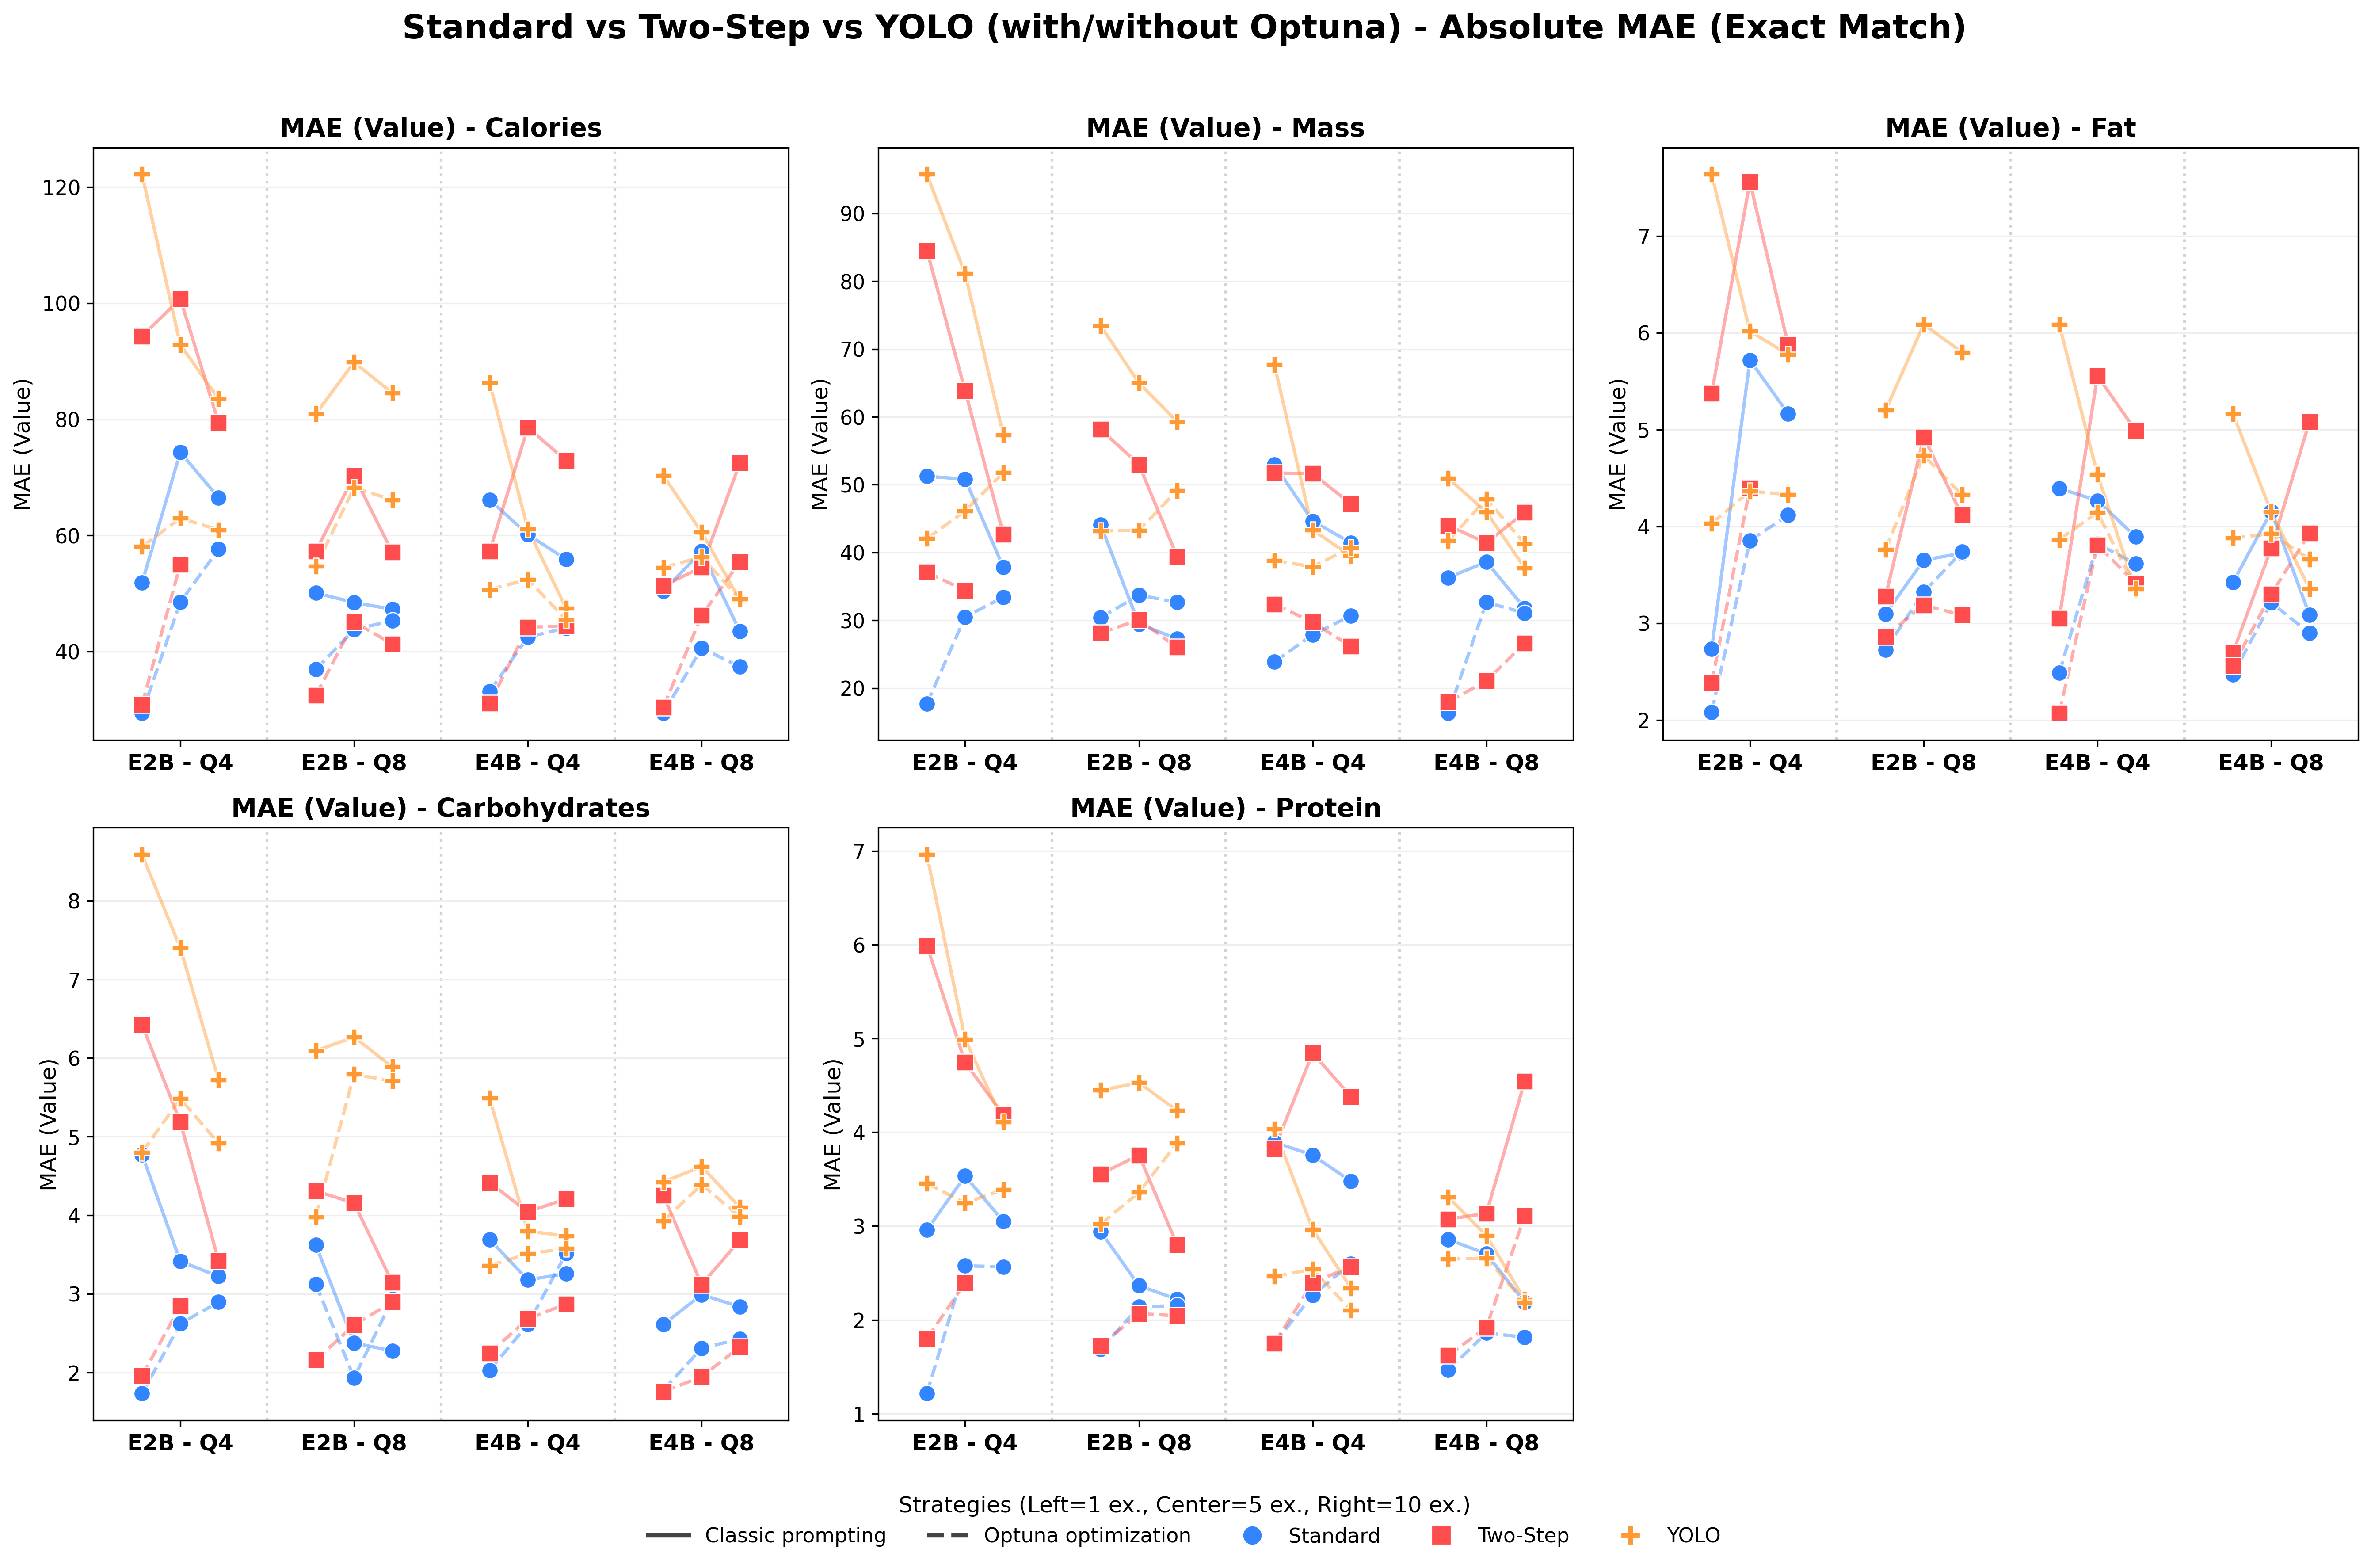 Standard vs Two-Step vs YOLO (with/without Optuna) - Absolute MAE (Exact Match)
MAE (Value) - Calories
MAE (Value)
120
100
80
60
40
E2B - Q4
E2B - Q8
E4B - Q4
E4B - Q8
MAE (Value) - Mass
MAE (Value)
90
80
70
60
50
40
30
20
E2B - Q4
E2B - Q8
E4B - Q4
E4B - Q8
MAE (Value) - Fat
MAE (Value)
7
6
5
4
3
2
E2B - Q4
E2B - Q8
E4B - Q4
E4B - Q8
MAE (Value) - Carbohydrates
MAE (Value)
8
7
6
5
4
3
2
E2B - Q4
E2B - Q8
E4B - Q4
E4B - Q8
MAE (Value) - Protein
MAE (Value)
7
6
5
4
3
2
1
E2B - Q4
E2B - Q8
E4B - Q4
E4B - Q8
Strategies (Left=1 ex., Center=5 ex., Right=10 ex.)
Classic prompting
Optuna optimization
Standard
Two-Step
YOLO